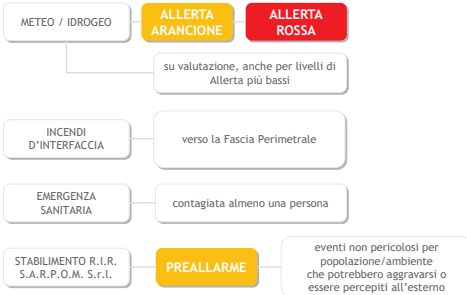 METEO / IDROGEO
ALLERTA
ARANCIONE
ALLERTA
ROSSA
su valutazione, anche per livelli di
Allerta più bassi
INCENDI
D'INTERFACCIA
verso la Fascia Perimetrale
EMERGENZA
SANITARIA
contagiata almeno una persona
STABILIMENTO R.I.R.
S.A.R.P.O.M. S.r.l.
PREALLARME
eventi non pericolosi per
popolazione/ambiente
che potrebbero aggravarsi o
essere percepiti all'esterno